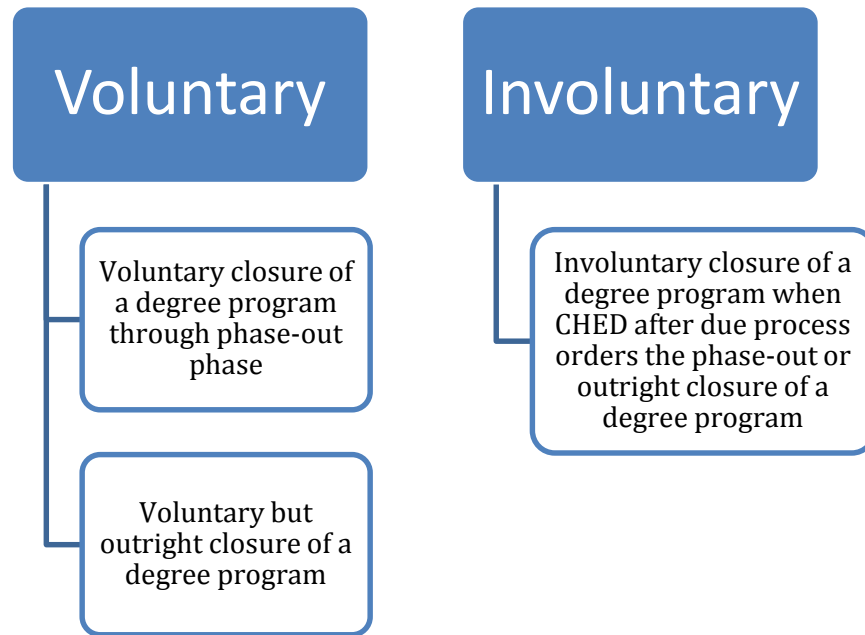 Voluntary
Voluntary closure of
a degree program
through phase-out
phase
Voluntary but
outright closure of a
degree program
Involuntary
Involuntary closure of a
degree program when
CHED after due process
orders the phase-out or
outright closure of a
degree program